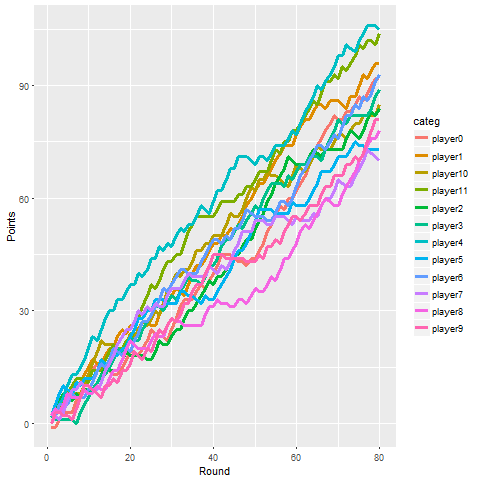 90
60
30
0
Points
0
20
40
60
80
Round
categ
player0
player1
player10
player11
player2
player3
player4
player5
player6
player7
player8
player9